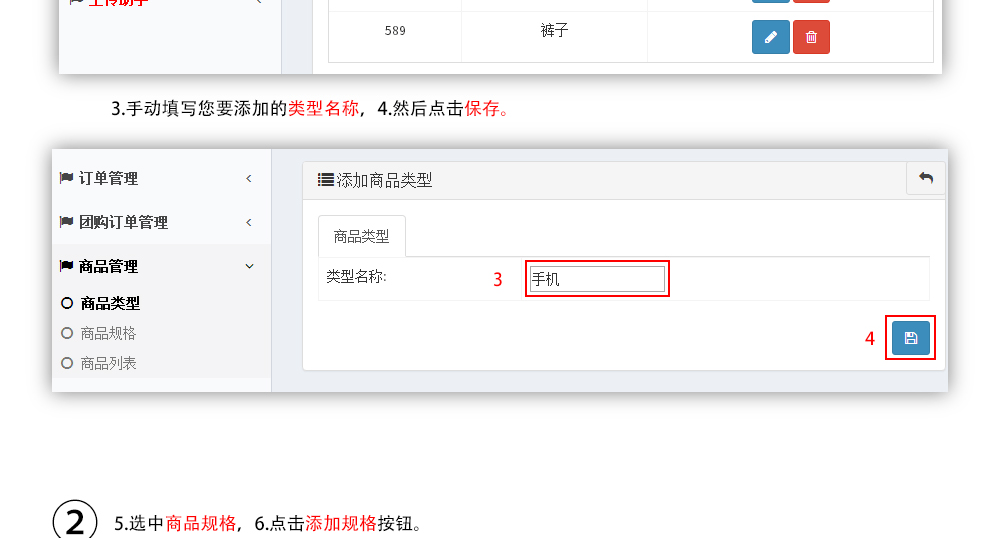 上传助手
589 裤子
3.手动填写您要添加的类型名称，4.然后点击保存。
订单管理
添加商品类型
团购订单管理
商品类型
商品管理
类型名称: 3 手机
商品类型
商品规格
4
商品列表
2 5.选中商品规格，6.点击添加规格按钮。